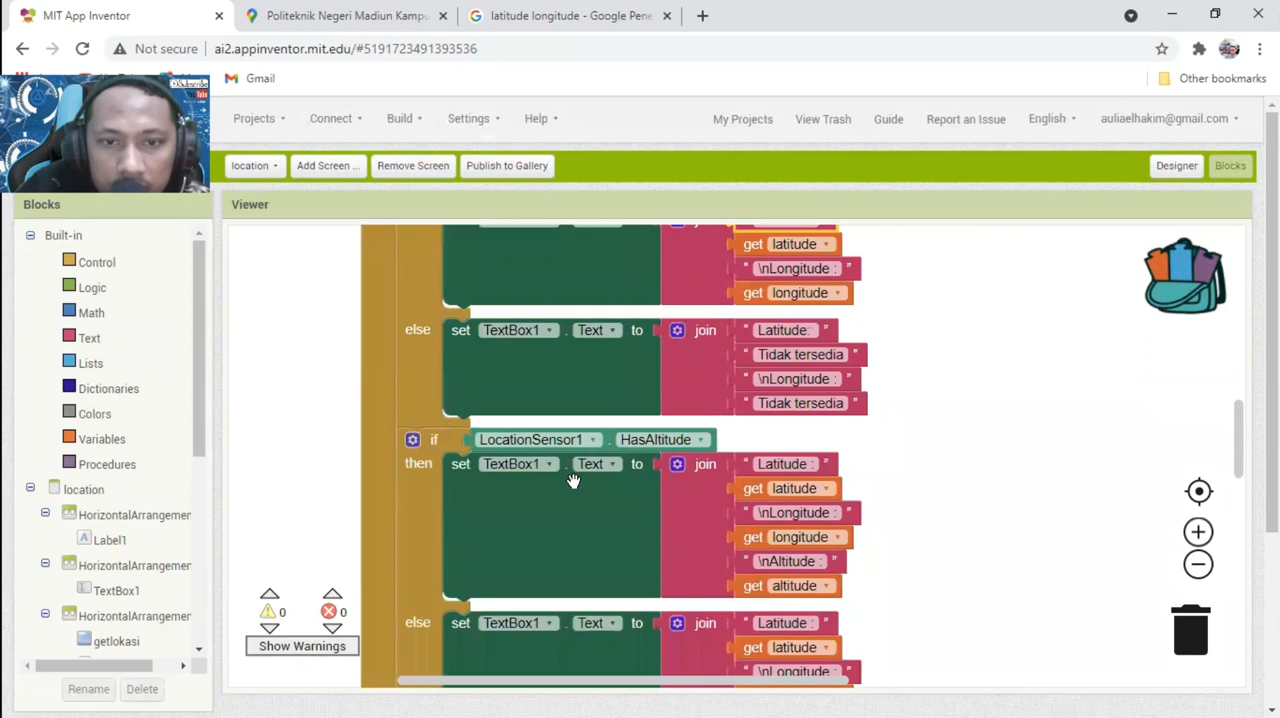 MIT App Inventor
Politeknik Negeri Madiun Kampu
latitude longitude - Google Pene
Not secure
ai2.appinventor.mit.edu/#5191723491393536
Subscribe
Gmail
Other bookmarks
Projects
Connect
Build
Settings
Help
My Projects
View Trash
Guide
Report an Issue
English
auliaelhakim@gmail.com
location
Add Screen ...
Remove Screen
Publish to Gallery
Designer
Blocks
Blocks
Viewer
Built-in
Control
Logic
Math
Text
Lists
Dictionaries
Colors
Variables
Procedures
location
HorizontalArrangemen
Label1
HorizontalArrangemen
TextBox1
HorizontalArrangemen
getlokasi
Rename
Delete
get latitude
" \nLongitude : "
get longitude
else set TextBox1 . Text to join " Latitude: "
" Tidak tersedia "
" \nLongitude : "
" Tidak tersedia "
if LocationSensor1 . HasAltitude
then set TextBox1 . Text to join " Latitude : "
get latitude
" \nLongitude : "
get longitude
" \nAltitude : "
get altitude
else set TextBox1 . Text to join " Latitude : "
get latitude
" \nLongitude : "
0
0
Show Warnings